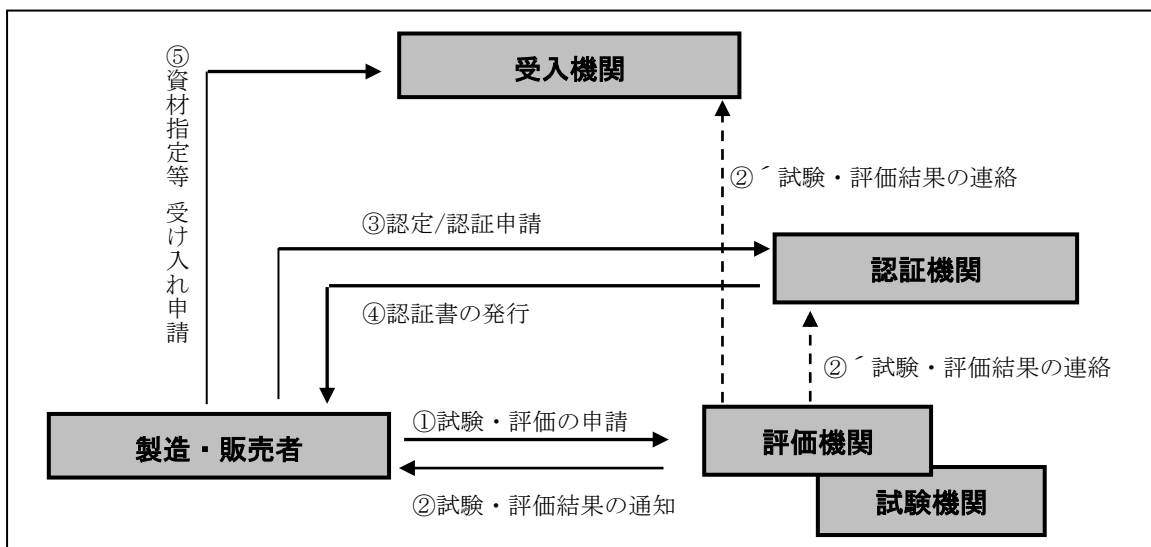 受入機関
⑤資材指定等 受け入れ申請
②´試験・評価結果の連絡
③認定/認証申請
認証機関
④認証書の発行
②´試験・評価結果の連絡
製造・販売者
①試験・評価の申請
評価機関
②試験・評価結果の通知
試験機関